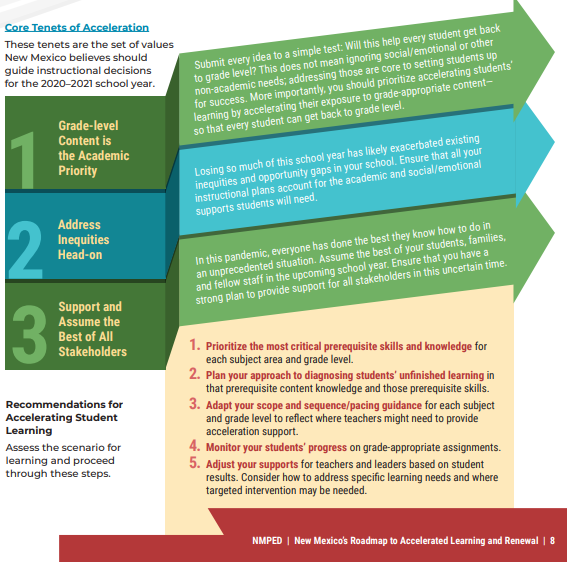 Core Tenets of Acceleration
These tenets are the set of values
New Mexico believes should
guide instructional decisions
for the 2020–2021 school year.
1
Grade-level
Content is
the Academic
Priority
Submit every idea to a simple test: Will this help every student get back
to grade level? This does not mean ignoring social/emotional or other
non-academic needs; addressing those are core to setting students up
for success. More importantly, you should prioritize accelerating students'
learning by accelerating their exposure to grade-appropriate content—
so that every student can get back to grade level.
2
Address
Inequities
Head-on
Losing so much of this school year has likely exacerbated existing
inequities and opportunity gaps in your school. Ensure that all your
instructional plans account for the academic and social/emotional
supports students will need.
3
Support and
Assume the
Best of All
Stakeholders
In this pandemic, everyone has done the best they know how to do in
an unprecedented situation. Assume the best of your students, families,
and fellow staff in the upcoming school year. Ensure that you have a
strong plan to provide support for all stakeholders in this uncertain time.
Recommendations for
Accelerating Student
Learning
Assess the scenario for
learning and proceed
through these steps.
1. Prioritize the most critical prerequisite skills and knowledge for
each subject area and grade level.
2. Plan your approach to diagnosing students' unfinished learning in
that prerequisite content knowledge and those prerequisite skills.
3. Adapt your scope and sequence/pacing guidance for each subject
and grade level to reflect where teachers might need to provide
acceleration support.
4. Monitor your students' progress on grade-appropriate assignments.
5. Adjust your supports for teachers and leaders based on student
results. Consider how to address specific learning needs and where
targeted intervention may be needed.
NMPED | New Mexico's Roadmap to Accelerated Learning and Renewal | 8